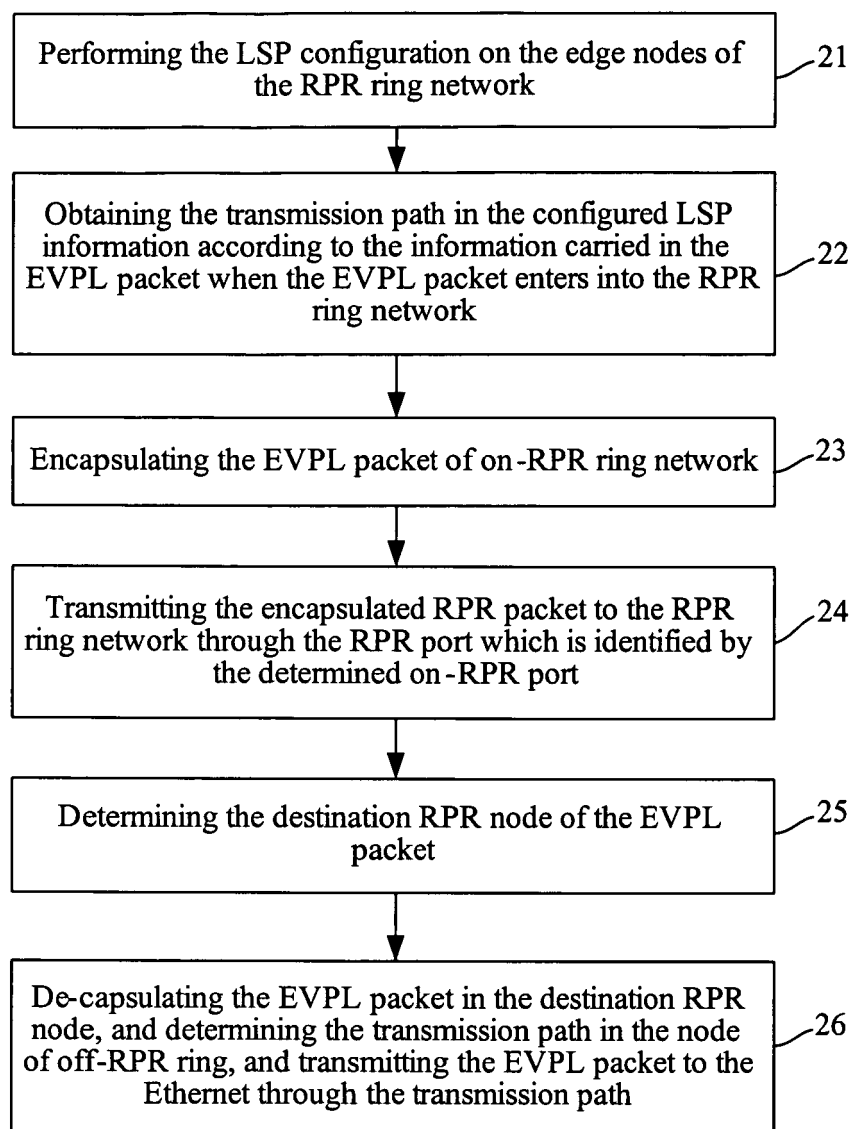 Performing the LSP configuration on the edge nodes of
the RPR ring network
21
Obtaining the transmission path in the configured LSP
information according to the information carried in the
EVPL packet when the EVPL packet enters into the RPR
ring network
22
Encapsulating the EVPL packet of on-RPR ring network
23
Transmitting the encapsulated RPR packet to the RPR
ring network through the RPR port which is identified by
the determined on-RPR port
24
Determining the destination RPR node of the EVPL
packet
25
De-capsulating the EVPL packet in the destination RPR
node, and determining the transmission path in the node
of off-RPR ring, and transmitting the EVPL packet to the
Ethernet through the transmission path
26